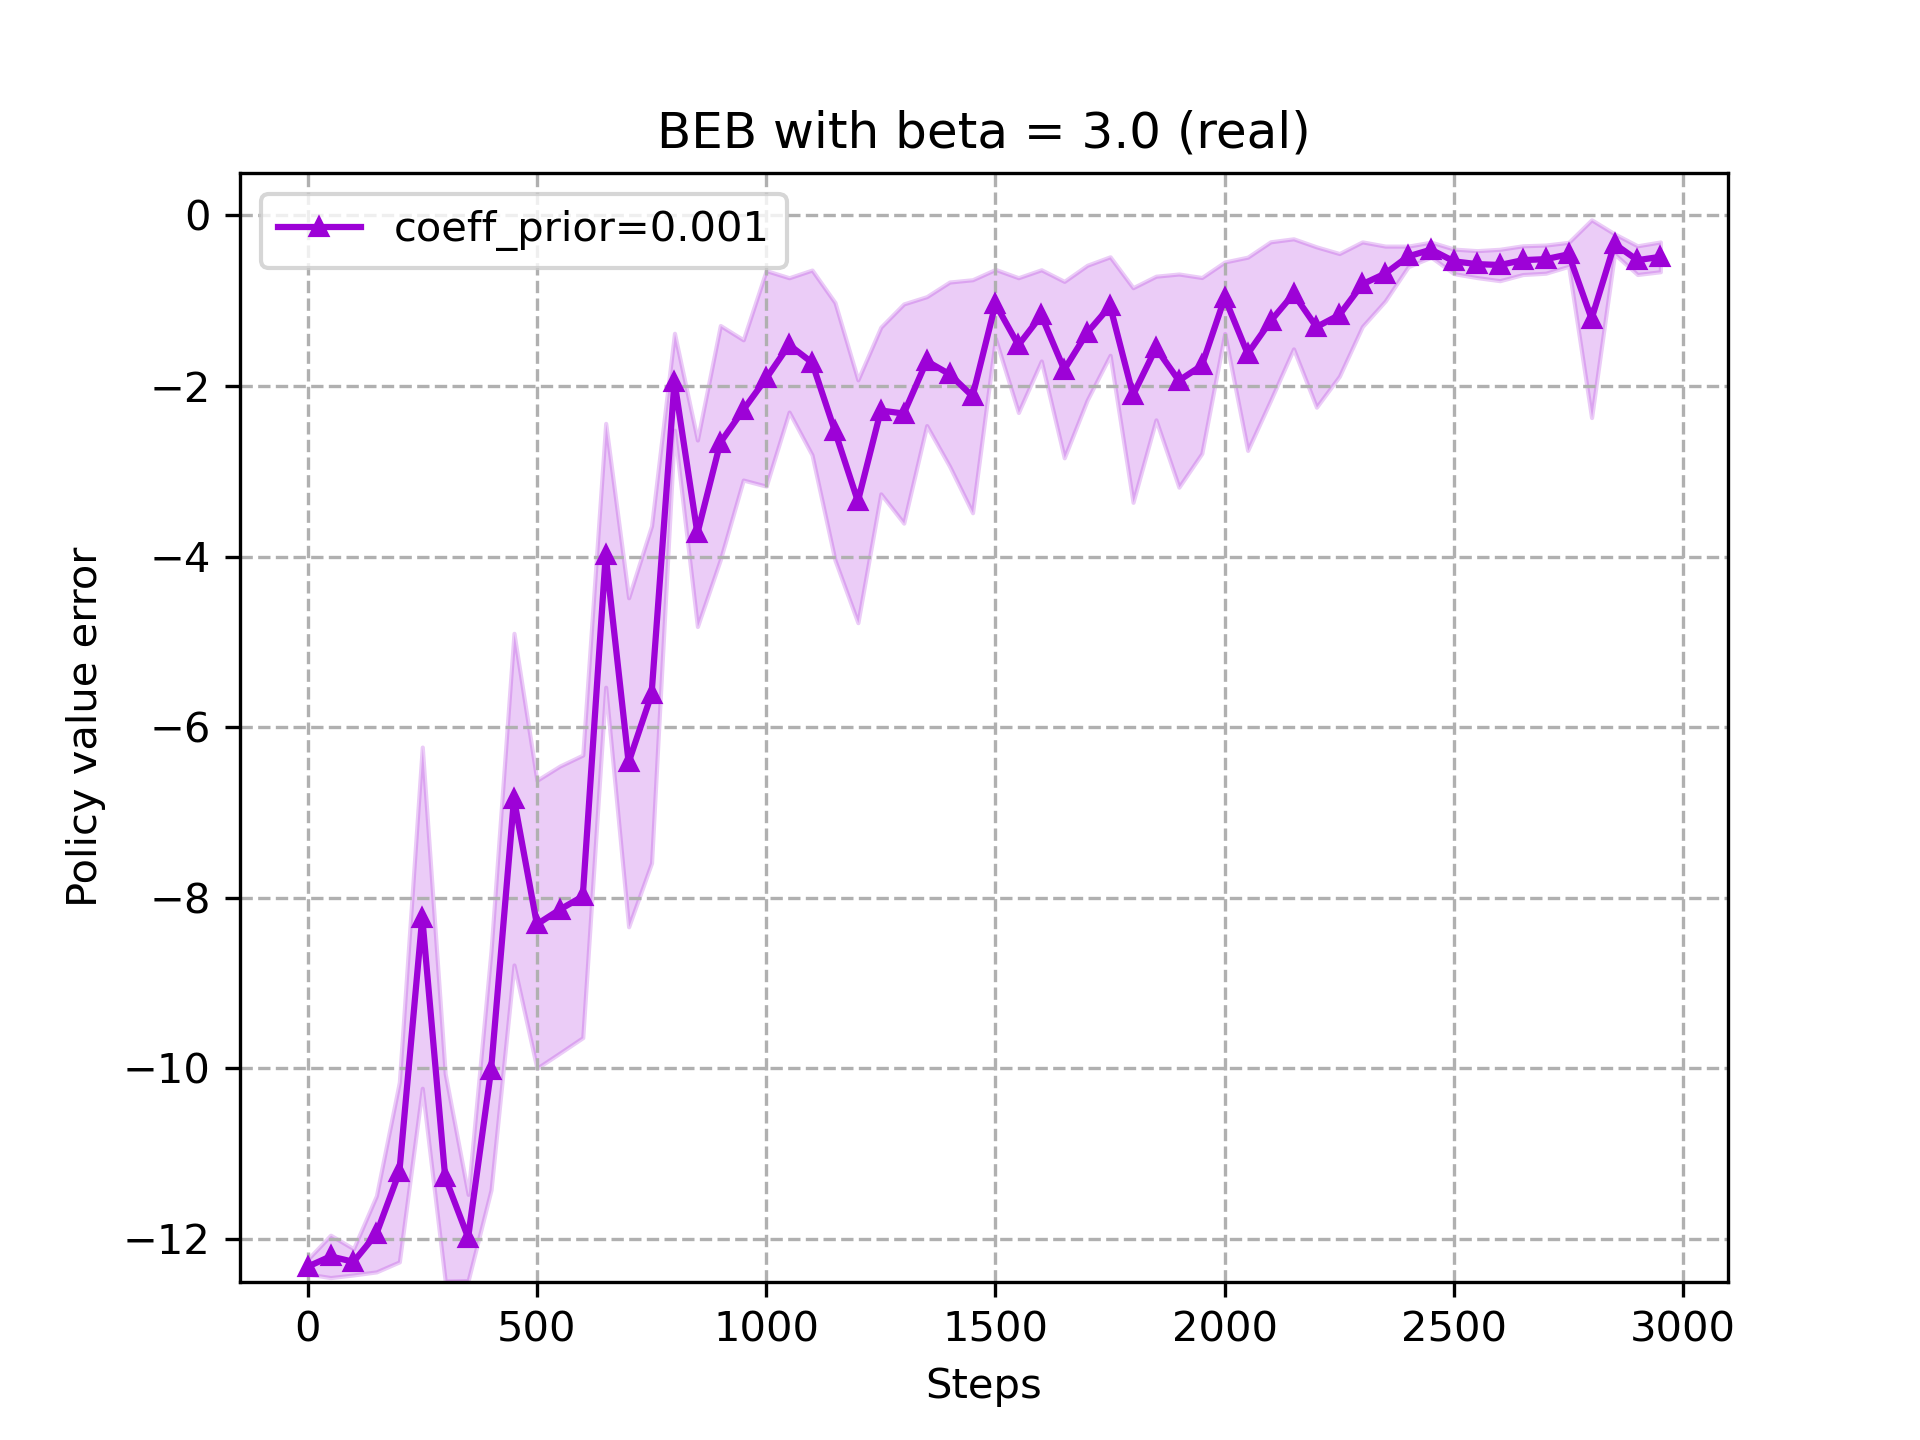 BEB with beta = 3.0 (real)
coeff_prior=0.001
0
−2
−4
−6
−8
−10
−12
Policy value error
0 500 1000 1500 2000 2500 3000
Steps